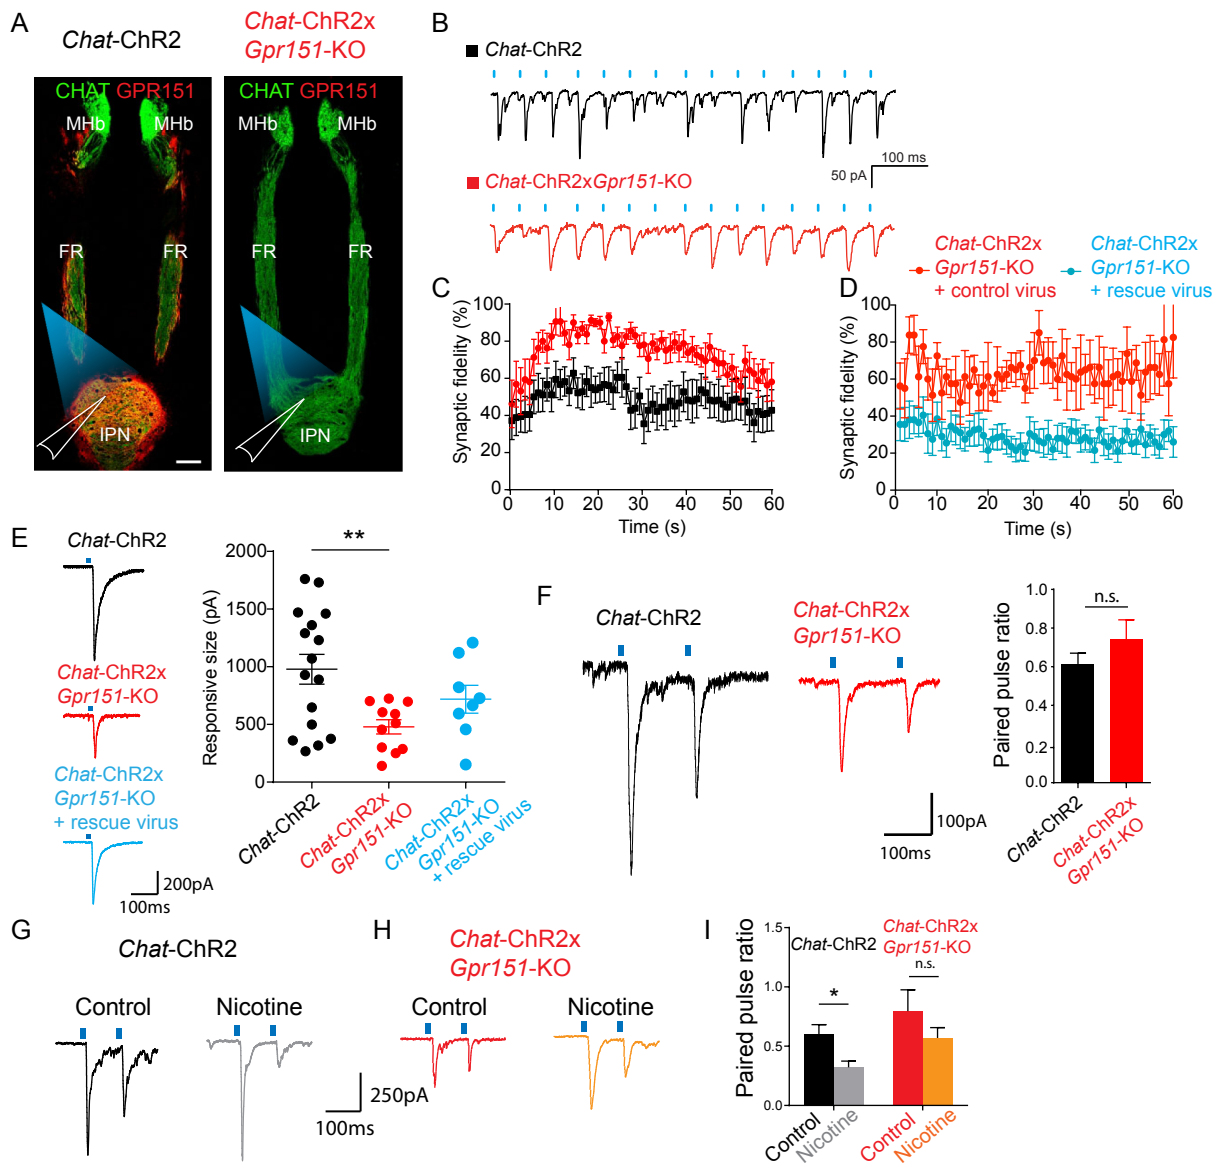 A
Chat-ChR2
Chat-ChR2x
Gpr151-KO
CHAT GPR151
MHb
MHb
FR
FR
IPN
CHAT GPR151
MHb
MHb
FR
FR
IPN
B
Chat-ChR2
100 ms
50 pA
Chat-ChR2xGpr151-KO
C
Synaptic fidelity (%)
100
80
60
40
20
0
0
10
20
30
40
50
60
Time (s)
Chat-ChR2x
Gpr151-KO
+ control virus
Chat-ChR2x
Gpr151-KO
+ rescue virus
D
Synaptic fidelity (%)
100
80
60
40
20
0
0
10
20
30
40
50
60
Time (s)
E
Chat-ChR2
Chat-ChR2x
Gpr151-KO
Chat-ChR2x
Gpr151-KO
+ rescue virus
200pA
100ms
Responsive size (pA)
2000
1500
1000
500
0
**
Chat-ChR2
Chat-ChR2x
Gpr151-KO
Chat-ChR2x
Gpr151-KO
+ rescue virus
F
Chat-ChR2
Chat-ChR2x
Gpr151-KO
100pA
100ms
Paired pulse ratio
1.0
0.8
0.6
0.4
0.2
0.0
n.s.
Chat-ChR2
Chat-ChR2x
Gpr151-KO
G
Chat-ChR2
Control
Nicotine
250pA
100ms
H
Chat-ChR2x
Gpr151-KO
Control
Nicotine
I
Paired pulse ratio
1.5
1.0
0.5
0.0
Chat-ChR2
Chat-ChR2x
Gpr151-KO
*
n.s.
Control
Nicotine
Control
Nicotine